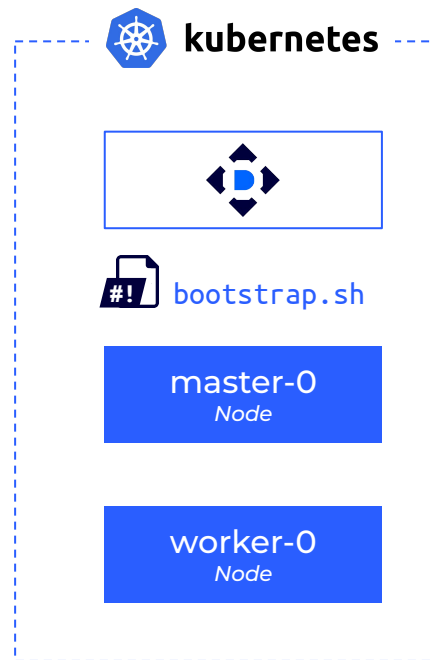 kubernetes
D
#!
bootstrap.sh
master-0
Node
worker-0
Node